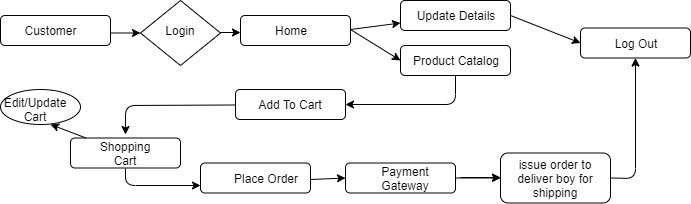 Customer
Login
Home
Update Details
Product Catalog
Log Out
Add To Cart
Edit/Update
Cart
Shopping
Cart
Place Order
Payment
Gateway
issue order to
deliver boy for
shipping